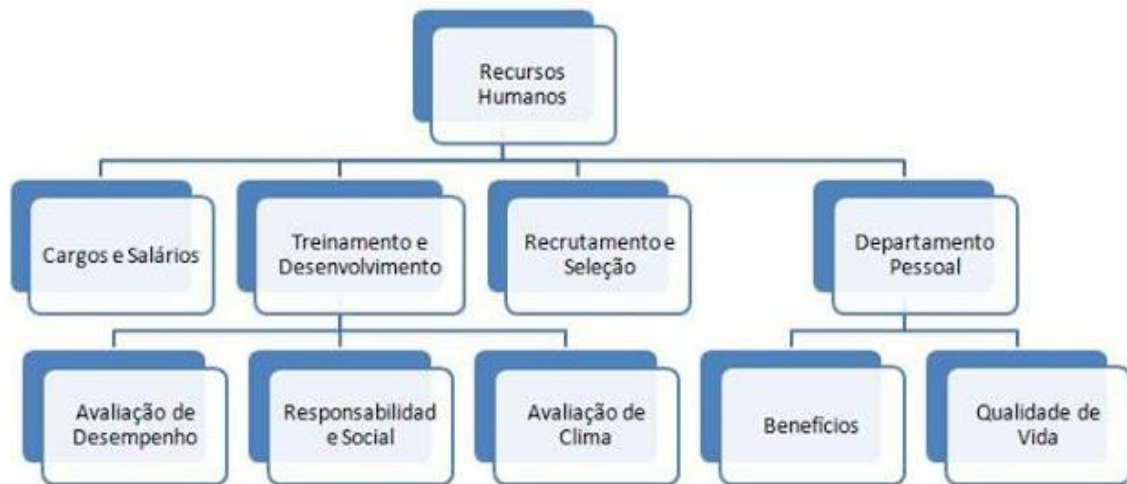 Recursos
Humanos
Cargos e Salários
Treinamento e
Desenvolvimento
Recrutamento e
Seleção
Departamento
Pessoal
Avaliação de
Desempenho
Responsabilidad
e Social
Avaliação de
Clima
Benefícios
Qualidade de
Vida